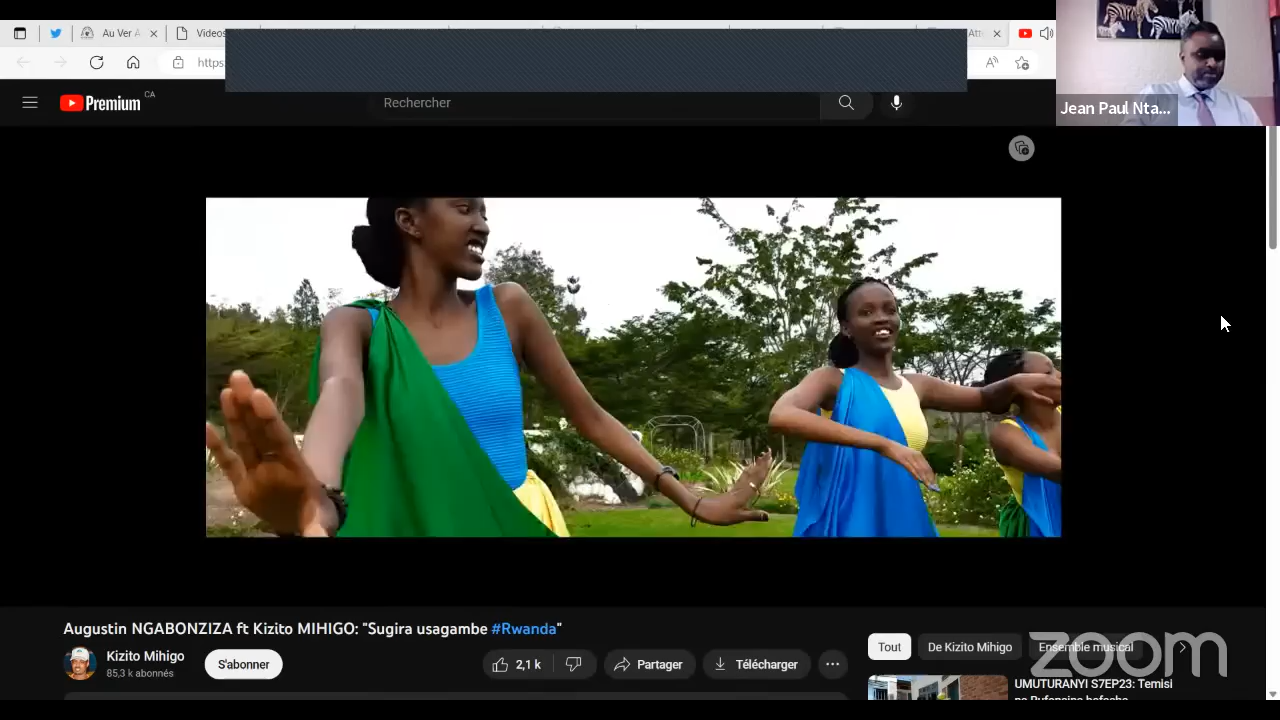 Au Ver
Videos
https:
Premium CA
Rechercher
Jean Paul Nta...
Augustin NGABONZIZA ft Kizito MIHIGO: "Sugira usagambe #Rwanda"
Kizito Mihigo
85,3 k abonnés
S'abonner
2,1 k
Partager
Télécharger
Tout
De Kizito Mihigo
Ensemble musical
zoom
UMUTURANYI S7EP23: Temisi